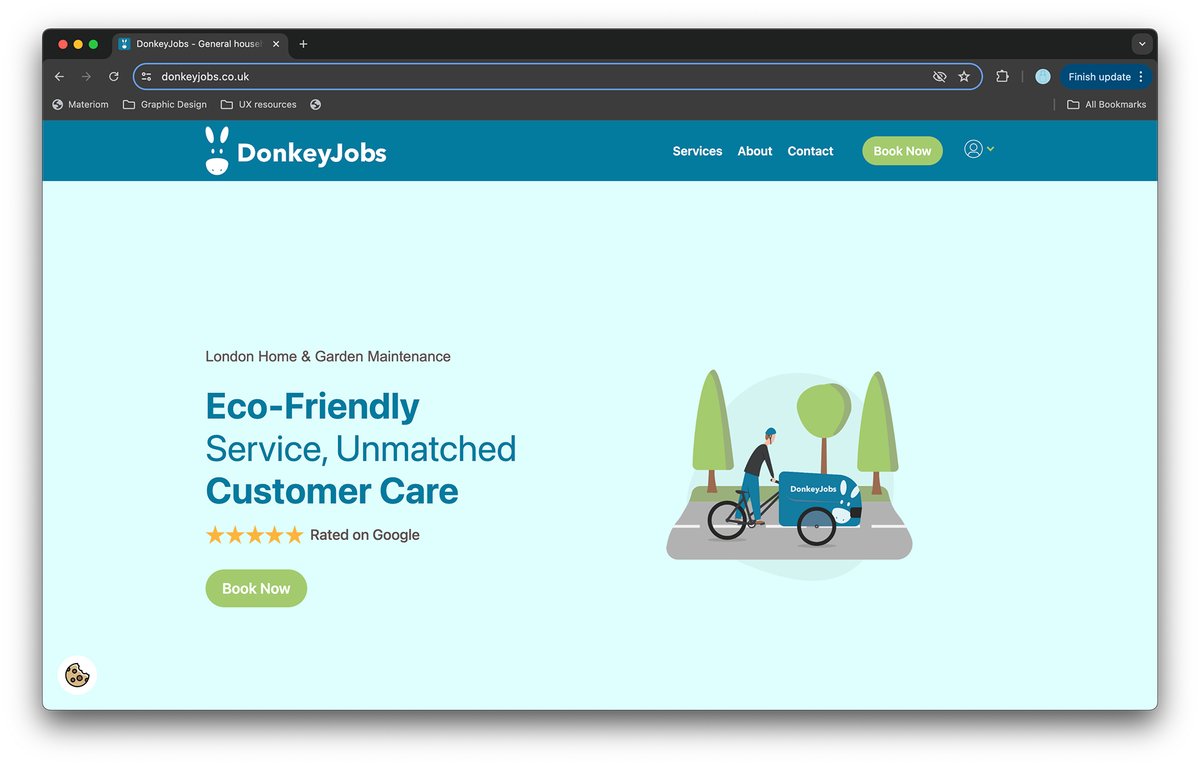 DonkeyJobs - General househ
donkeyjobs.co.uk
Finish update
Materiom
Graphic Design
UX resources
All Bookmarks
DonkeyJobs
Services
About
Contact
Book Now
London Home & Garden Maintenance
Eco-Friendly
Service, Unmatched
Customer Care
Rated on Google
Book Now
DonkeyJobs